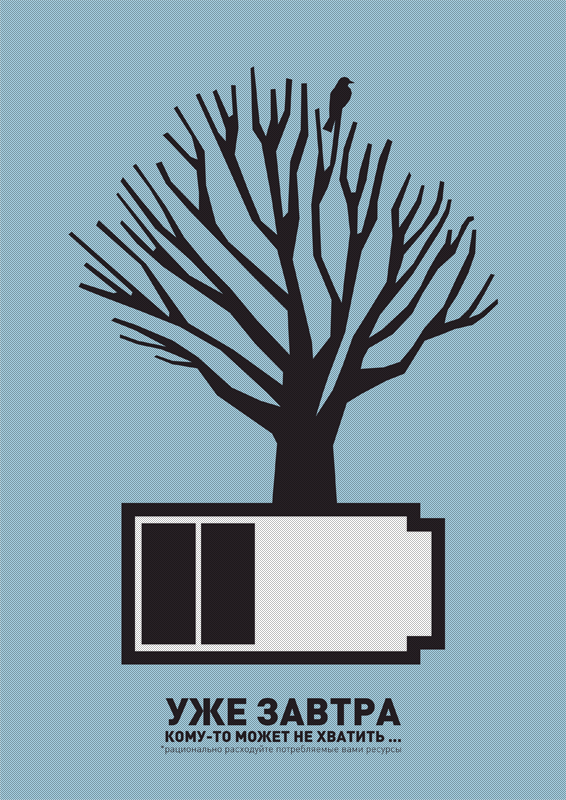 УЖЕ ЗАВТРА
КОМУ-ТО МОЖЕТ НЕ ХВАТИТЬ ...
*рационально расходуйте потребляемые вами ресурсы